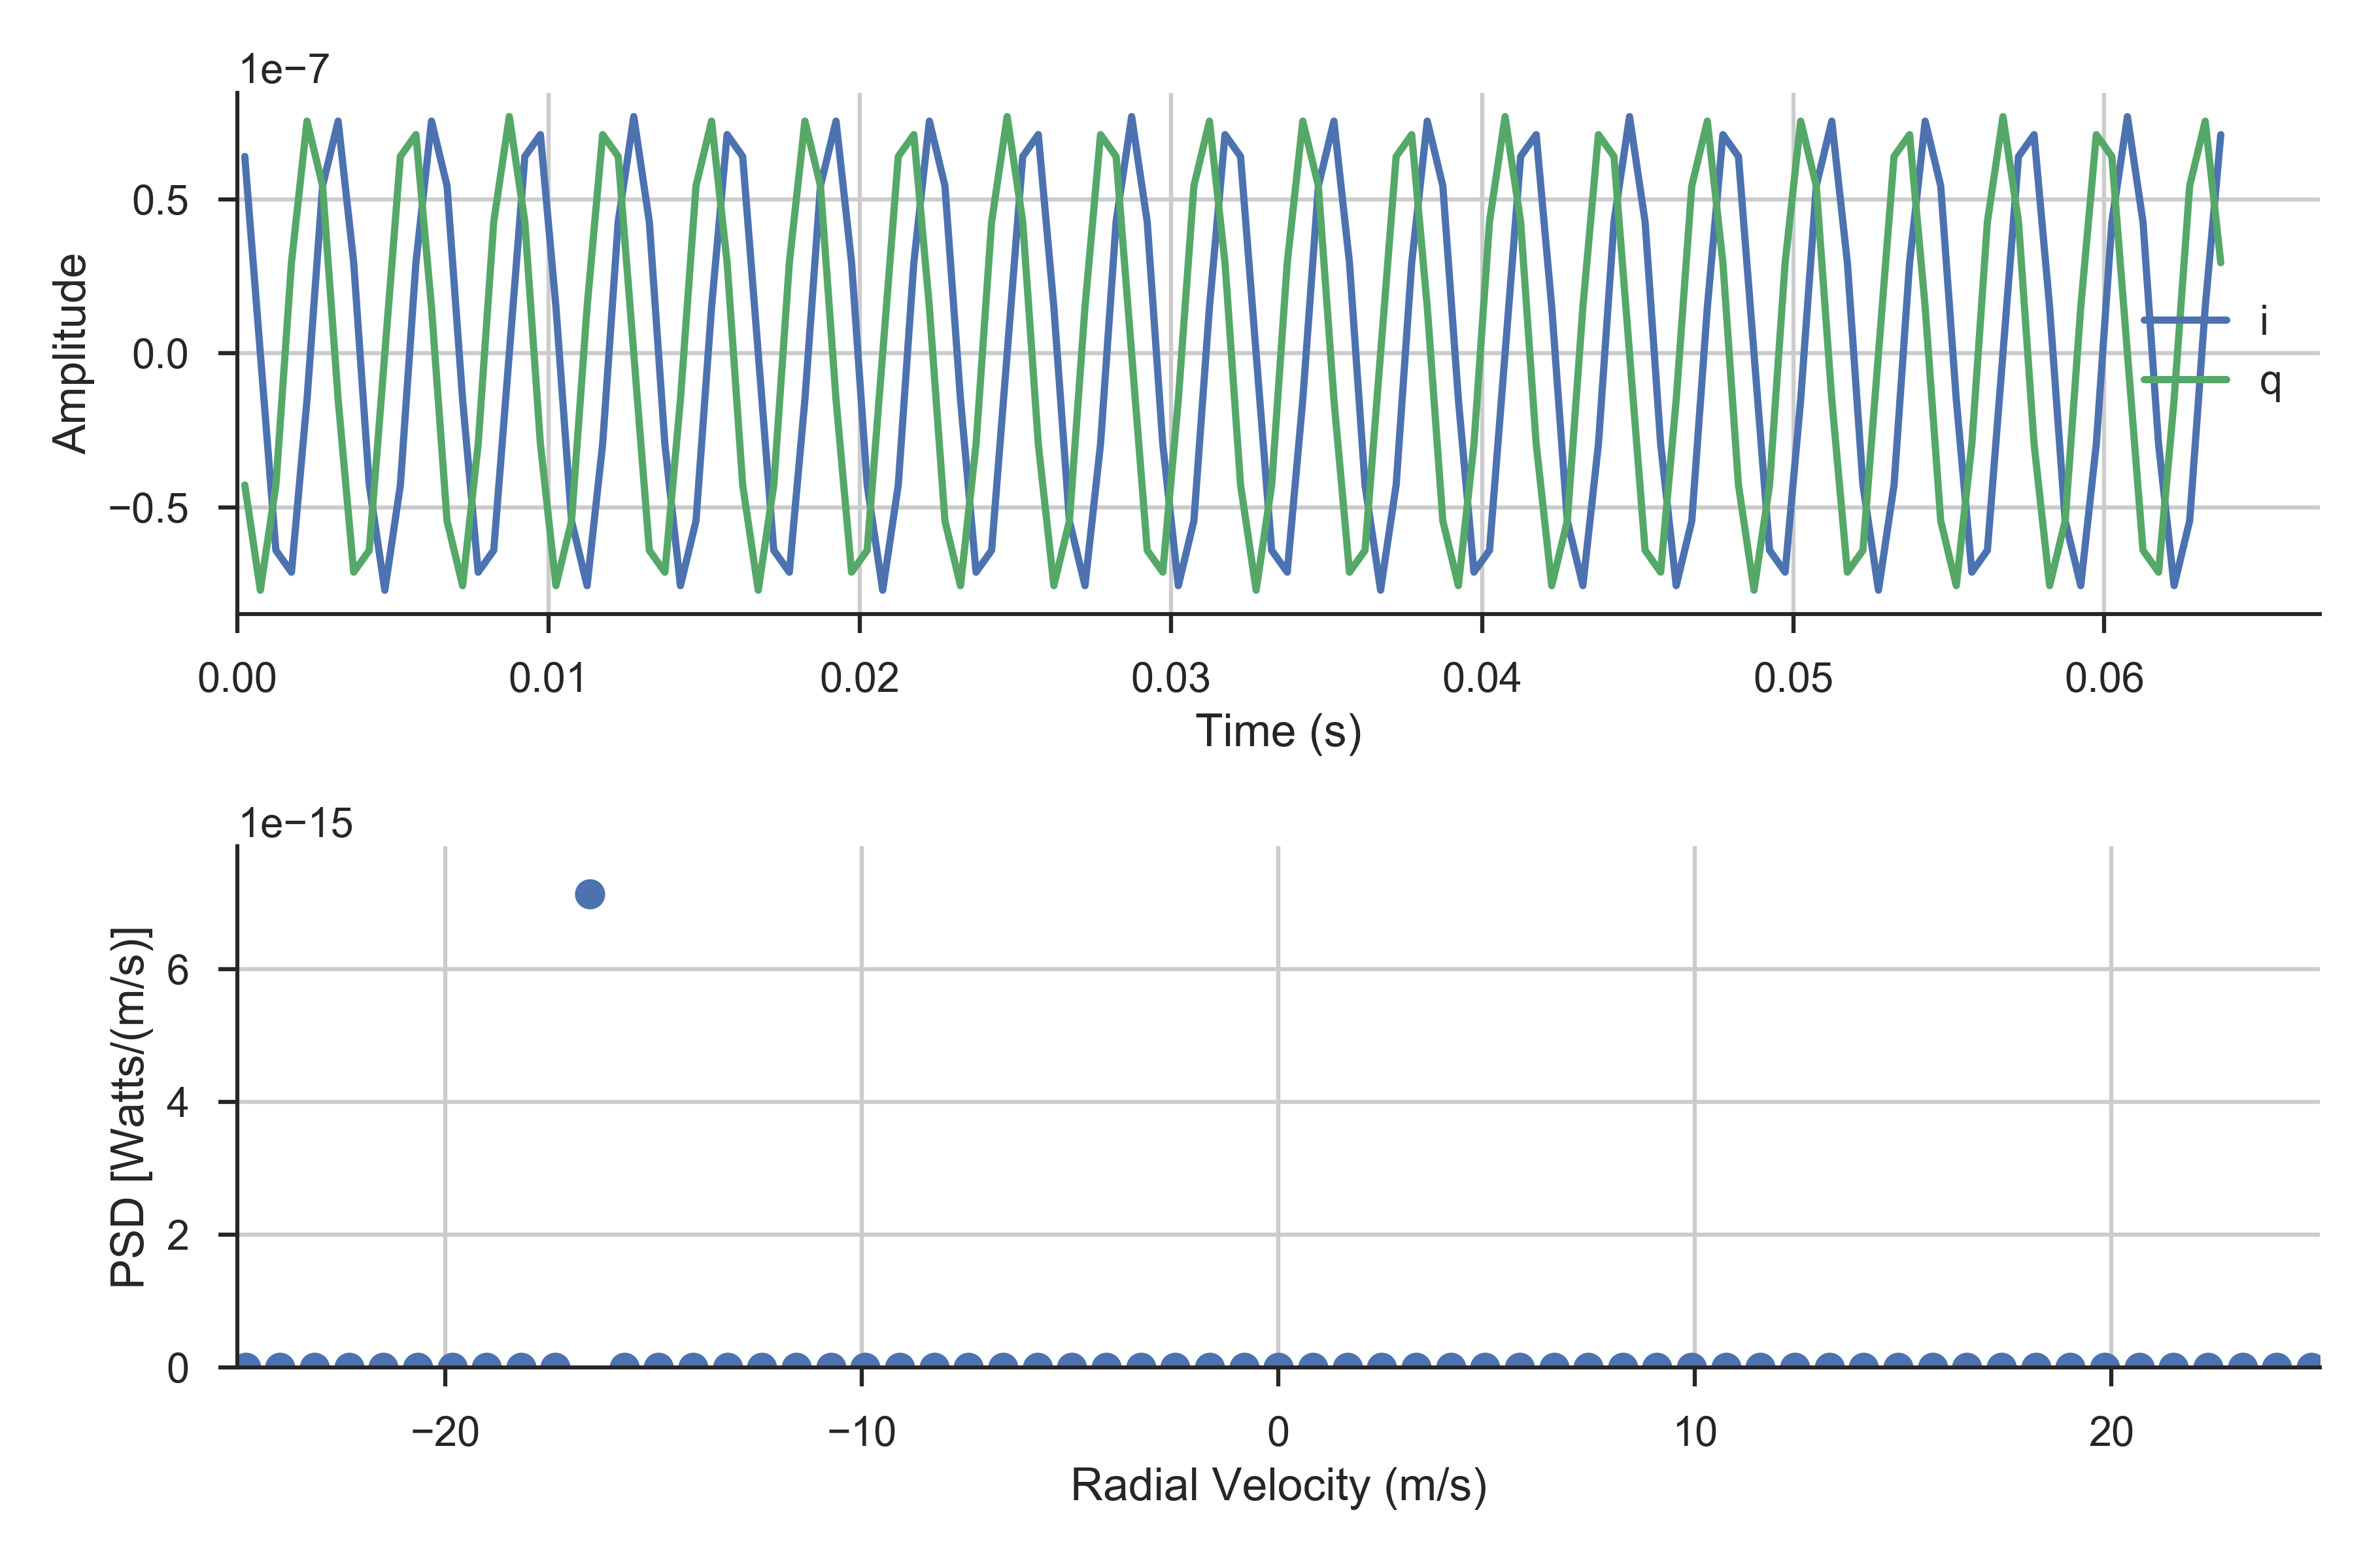 1e−7
0.5
0.0
−0.5
Amplitude
i
q
0.00 0.01 0.02 0.03 0.04 0.05 0.06
Time (s)
1e−15
6
4
2
0
PSD [Watts/(m/s)]
−20 −10 0 10 20
Radial Velocity (m/s)